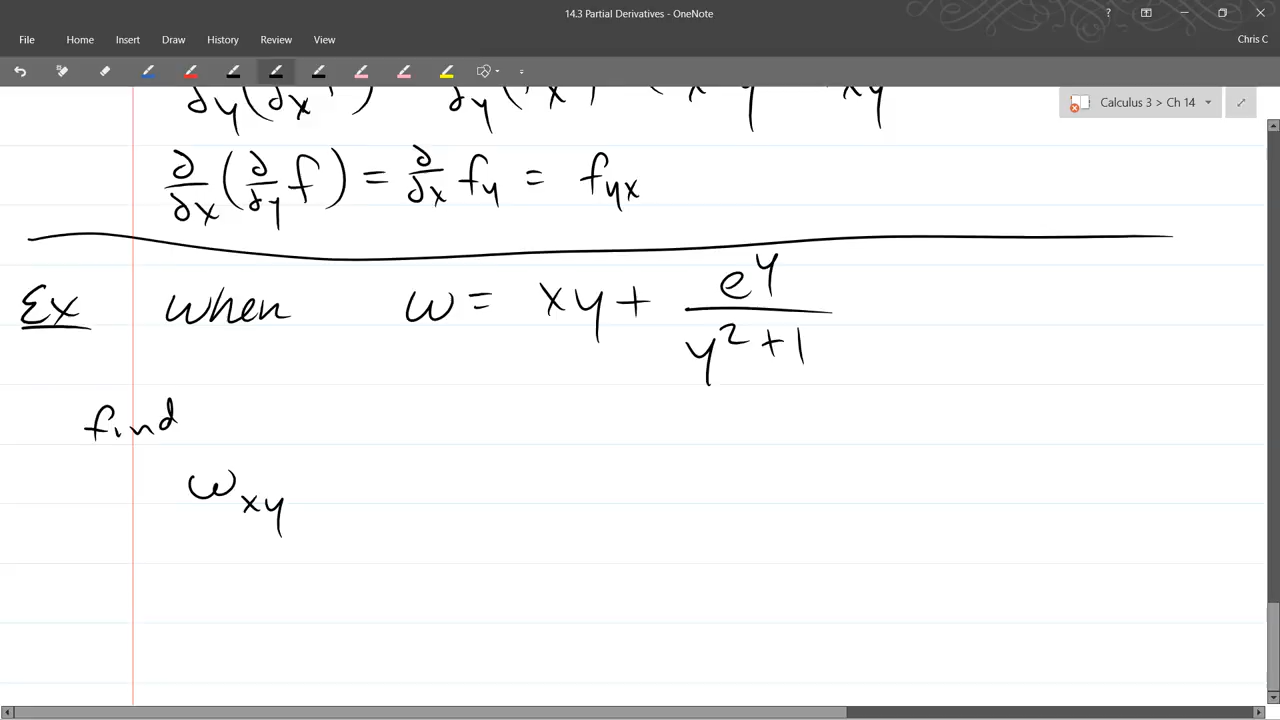 14.3 Partial Derivatives - OneNote
File Home Insert Draw History Review View
Chris C
Calculus 3 > Ch 14
∂/∂x (∂/∂y f) = ∂/∂x f_y = f_yx
Ex when w = xy + e^y/(y^2+1)
find
w_xy